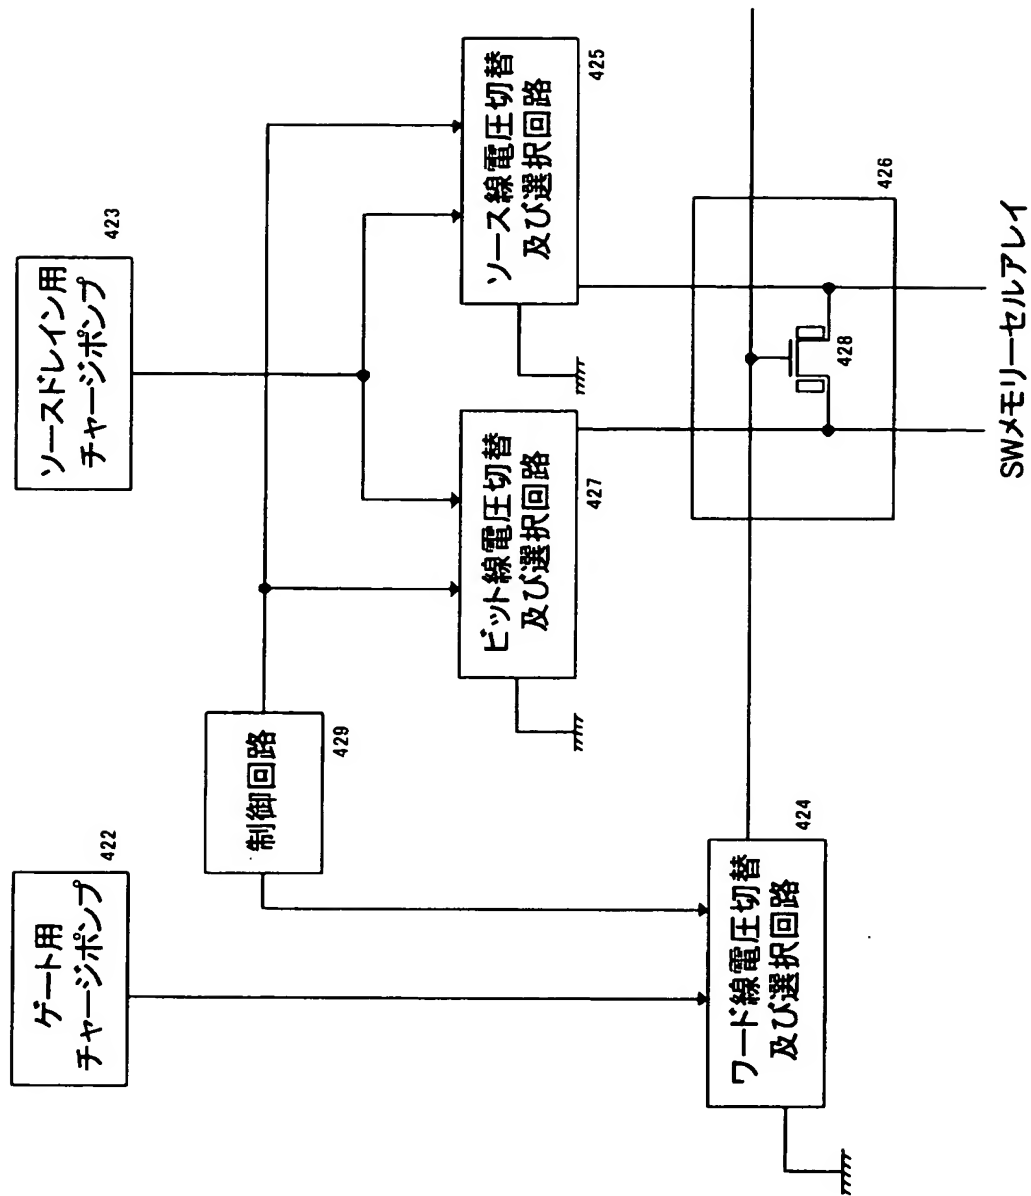 ゲート用
チャージポンプ
422
ソースドレイン用
チャージポンプ
423
制御回路
429
ビット線電圧切替
及び選択回路
427
ソース線電圧切替
及び選択回路
425
ワード線電圧切替
及び選択回路
424
428
426
SWメモリーセルアレイ